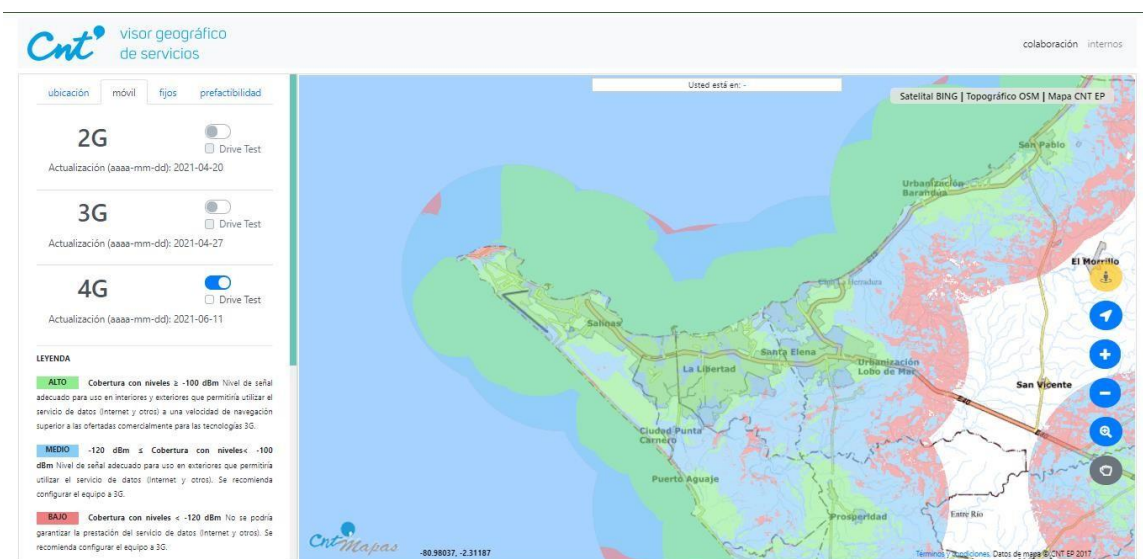 Cnt
visor geográfico
de servicios
colaboración internos
ubicación móvil fijos prefactibilidad
2G
Drive Test
Actualización (aaaa-mm-dd): 2021-04-20
3G
Drive Test
Actualización (aaaa-mm-dd): 2021-04-27
4G
Drive Test
Actualización (aaaa-mm-dd): 2021-06-11
LEYENDA
ALTO Cobertura con niveles ≥ -100 dBm Nivel de señal
adecuado para uso en interiores y exteriores que permitiría utilizar el
servicio de datos (Internet y otros) a una velocidad de navegación
superior a las ofertadas comercialmente para las tecnologías 3G.
MEDIO -120 dBm ≤ Cobertura con niveles< -100
dBm Nivel de señal adecuado para uso en exteriores que permitiría
utilizar el servicio de datos (Internet y otros). Se recomienda
configurar el equipo a 3G.
BAJO Cobertura con niveles < -120 dBm No se podría
garantizar la prestación del servicio de datos (Internet y otros). Se
recomienda configurar el equipo a 3G.
Usted está en: -
Satelital BING | Topográfico OSM | Mapa CNT EP
San Pablo
Urbanización
Barandúa
E15
El Morrillo
Salinas
Santa Elena
La Libertad
Urbanización
Lobo de Mar
San Vicente
E40
E40
Ciudad Punta
Carnero
Puerto Aguaje
Prosperidad
Entre Rio
Cnt Mapas
-80.98037, -2.31187
Términos y condiciones. Datos de mapa © CNT EP 2017